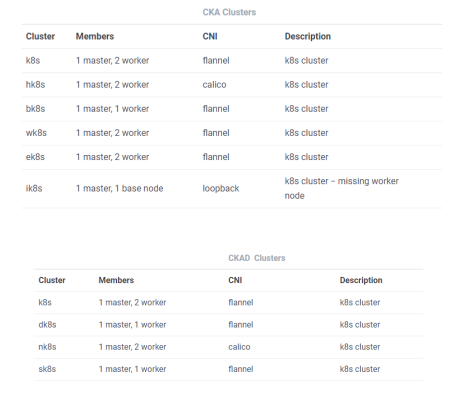 CKA Clusters
Cluster Members CNI Description
k8s 1 master, 2 worker flannel k8s cluster
hk8s 1 master, 2 worker calico k8s cluster
bk8s 1 master, 1 worker flannel k8s cluster
wk8s 1 master, 2 worker flannel k8s cluster
ek8s 1 master, 2 worker flannel k8s cluster
ik8s 1 master, 1 base node loopback k8s cluster – missing worker
node
CKAD Clusters
Cluster Members CNI Description
k8s 1 master, 2 worker flannel k8s cluster
dk8s 1 master, 1 worker flannel k8s cluster
nk8s 1 master, 2 worker calico k8s cluster
sk8s 1 master, 1 worker flannel k8s cluster